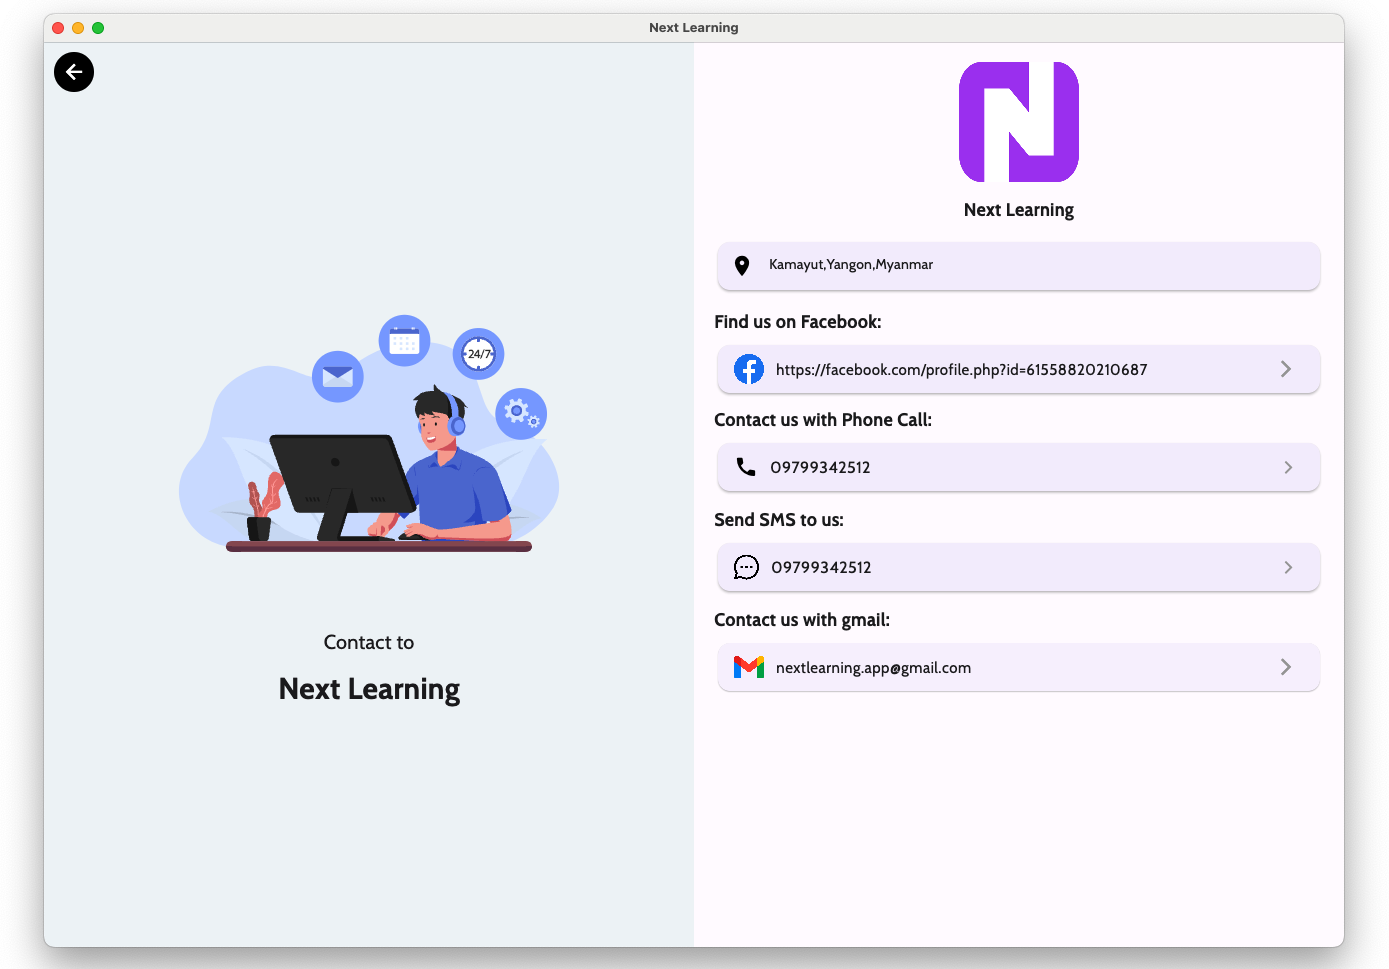 Next Learning
24/7
Contact to
Next Learning
Next Learning
Kamayut,Yangon,Myanmar
Find us on Facebook:
https://facebook.com/profile.php?id=61558820210687
Contact us with Phone Call:
09799342512
Send SMS to us:
09799342512
Contact us with gmail:
nextlearning.app@gmail.com